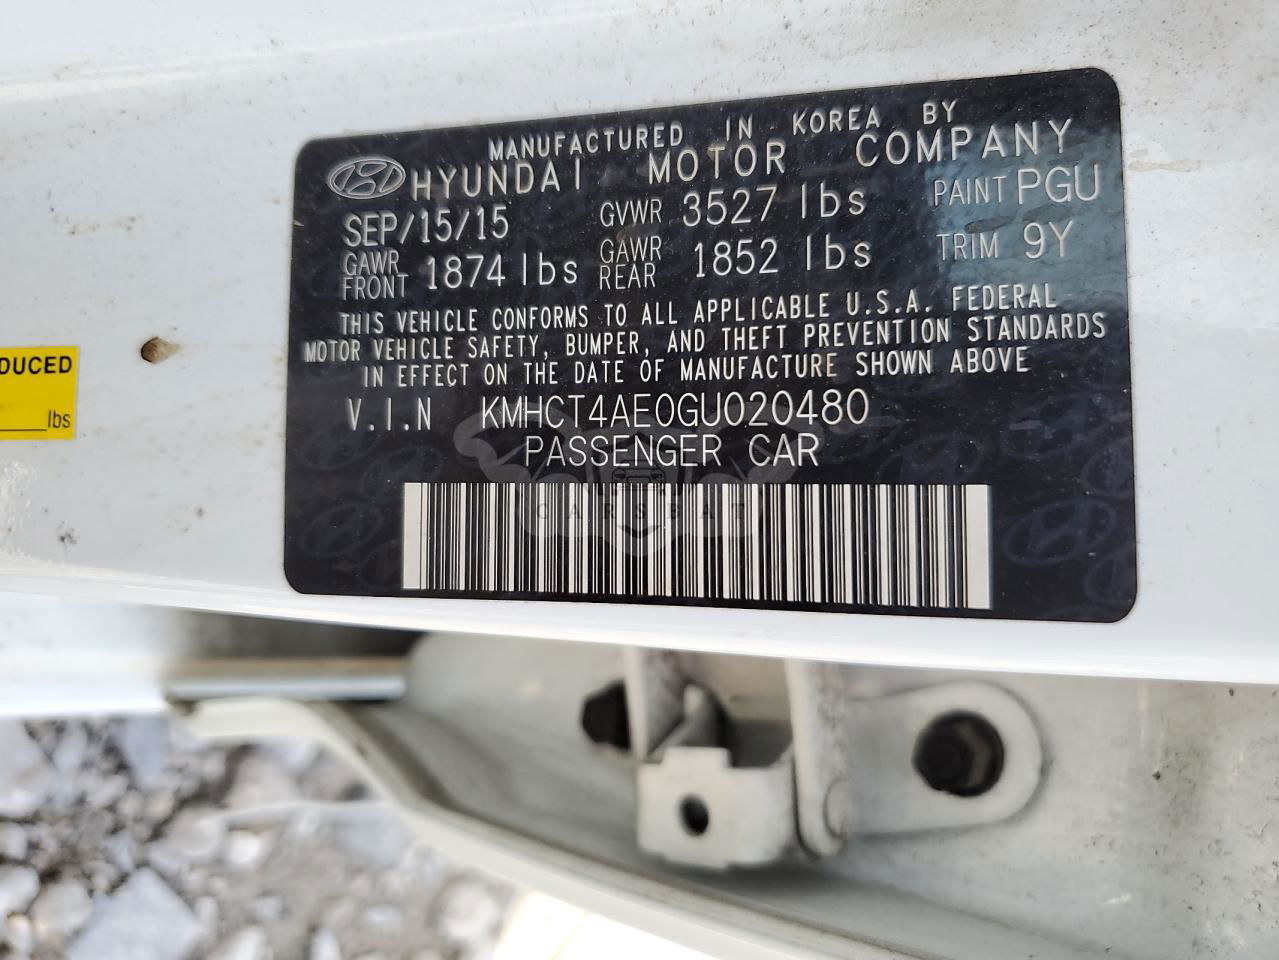 MANUFACTURED IN KOREA BY
HYUNDAI MOTOR COMPANY
SEP/15/15 GVWR 3527 lbs PAINT PGU
GAWR FRONT 1874 lbs GAWR REAR 1852 lbs TRIM 9Y
THIS VEHICLE CONFORMS TO ALL APPLICABLE U.S.A. FEDERAL
MOTOR VEHICLE SAFETY, BUMPER, AND THEFT PREVENTION STANDARDS
IN EFFECT ON THE DATE OF MANUFACTURE SHOWN ABOVE
V.I.N KMHCT4AE0GU020480
PASSENGER CAR
CARSBAT
DUCED
lbs